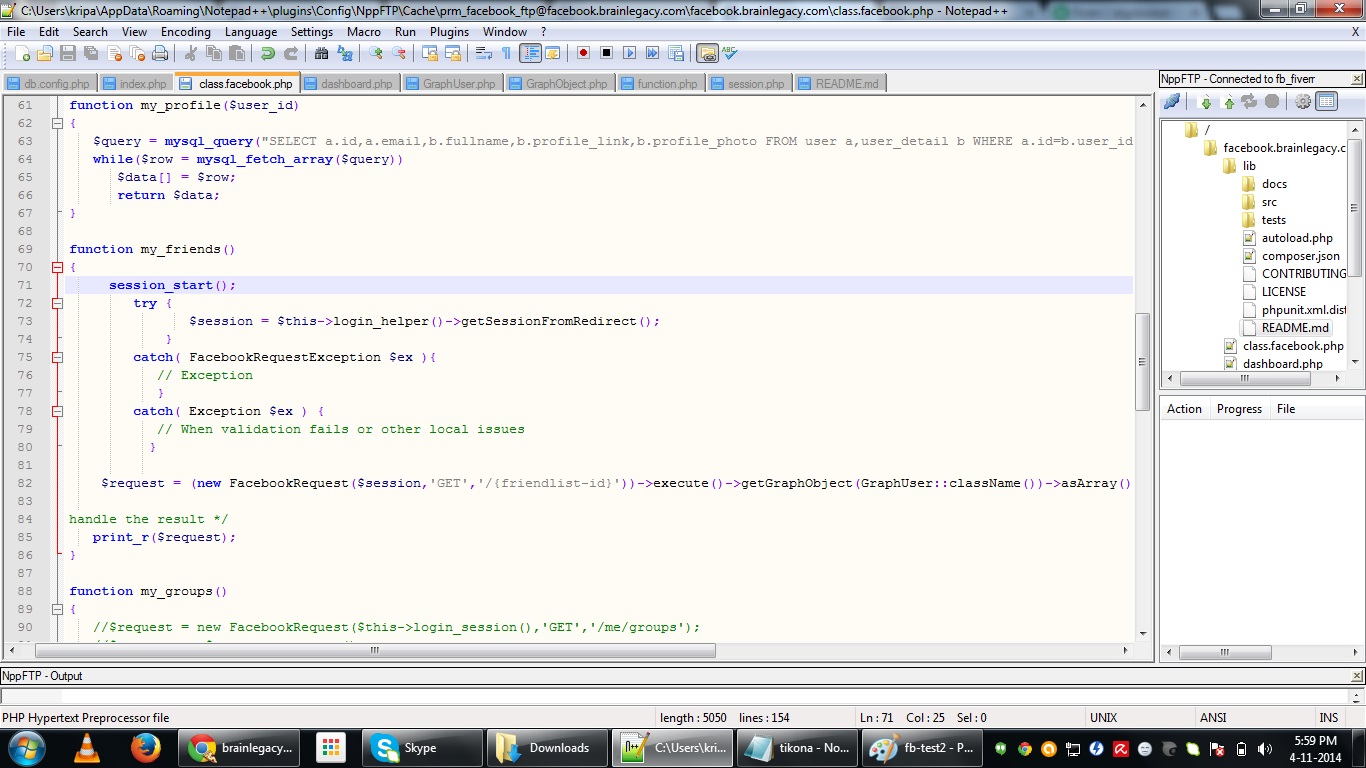 C:\Users\kripa\AppData\Roaming\Notepad++\plugins\Config\NppFTP\Cache\prm_facebook_ftp@facebook.brainlegacy.com\facebook.brainlegacy.com\class.facebook.php - Notepad++
File Edit Search View Encoding Language Settings Macro Run Plugins Window ? X
db.config.php index.php class.facebook.php dashboard.php GraphUser.php GraphObject.php function.php session.php README.md
NppFTP - Connected to fb_fiverr
61 function my_profile($user_id)
62 {
63 $query = mysql_query("SELECT a.id,a.email,b.fullname,b.profile_link,b.profile_photo FROM user a,user_detail b WHERE a.id=b.user_id
64 while($row = mysql_fetch_array($query))
65 $data[] = $row;
66 return $data;
67 }
68
69 function my_friends()
70 {
71 session_start();
72 try {
73 $session = $this->login_helper()->getSessionFromRedirect();
74 }
75 catch( FacebookRequestException $ex ){
76 // Exception
77 }
78 catch( Exception $ex ) {
79 // When validation fails or other local issues
80 }
81
82 $request = (new FacebookRequest($session,'GET','/{friendlist-id}'))->execute()->getGraphObject(GraphUser::className())->asArray()
83
84 handle the result */
85 print_r($request);
86 }
87
88 function my_groups()
89 {
90 //$request = new FacebookRequest($this->login_session(),'GET','/me/groups');
/
facebook.brainlegacy.c
lib
docs
src
tests
autoload.php
composer.json
CONTRIBUTING
LICENSE
phpunit.xml.dist
README.md
class.facebook.php
dashboard.php
Action Progress File
NppFTP - Output
PHP Hypertext Preprocessor file length : 5050 lines : 154 Ln : 71 Col : 25 Sel : 0 UNIX ANSI INS
brainlegacy... Skype Downloads C:\Users\kri... tikona - No... fb-test2 - P...
5:59 PM
4-11-2014